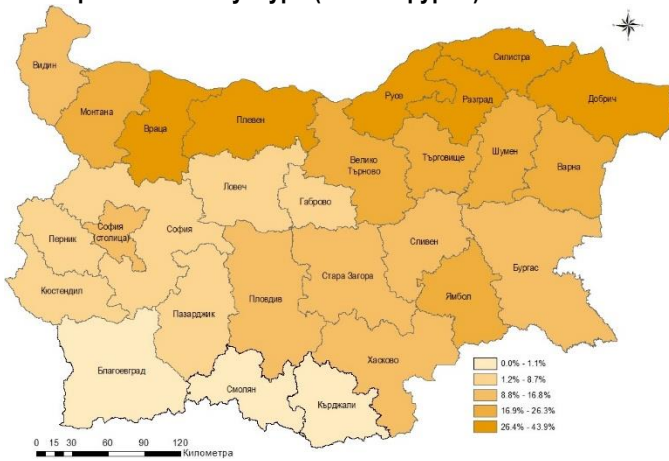 Видин
Монтана
Враца
Плевен
Русе
Силистра
Разград
Добрич
Велико
Търново
Търговище
Шумен
Варна
Ловеч
Габрово
София
(столица)
София
Перник
Кюстендил
Пазарджик
Пловдив
Стара Загора
Сливен
Бургас
Ямбол
Хасково
Благоевград
Смолян
Кърджали
0.0% - 1.1%
1.2% - 8.7%
8.8% - 16.8%
16.9% - 26.3%
26.4% - 43.9%
0 15 30 60 90 120
Километра